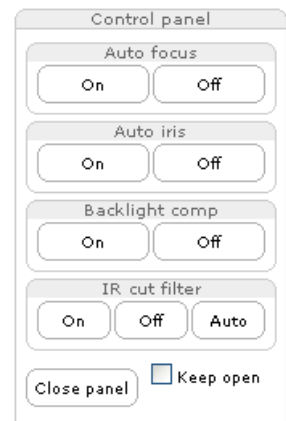 Control panel
Auto focus
On Off
Auto iris
On Off
Backlight comp
On Off
IR cut filter
On Off Auto
Close panel Keep open